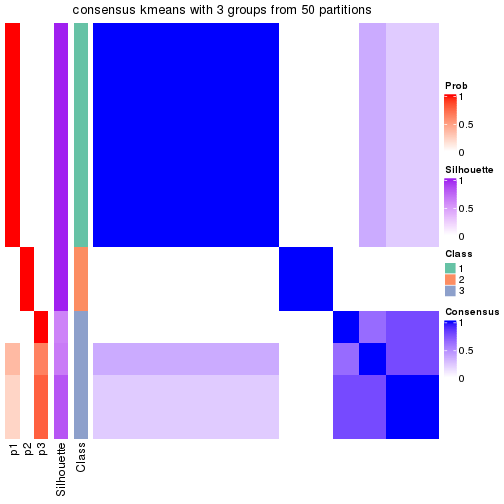 consensus kmeans with 3 groups from 50 partitions
Prob
1
0.5
0
Silhouette
1
0.5
0
Class
1
2
3
Consensus
1
0.5
0
p1
p2
p3
Silhouette
Class